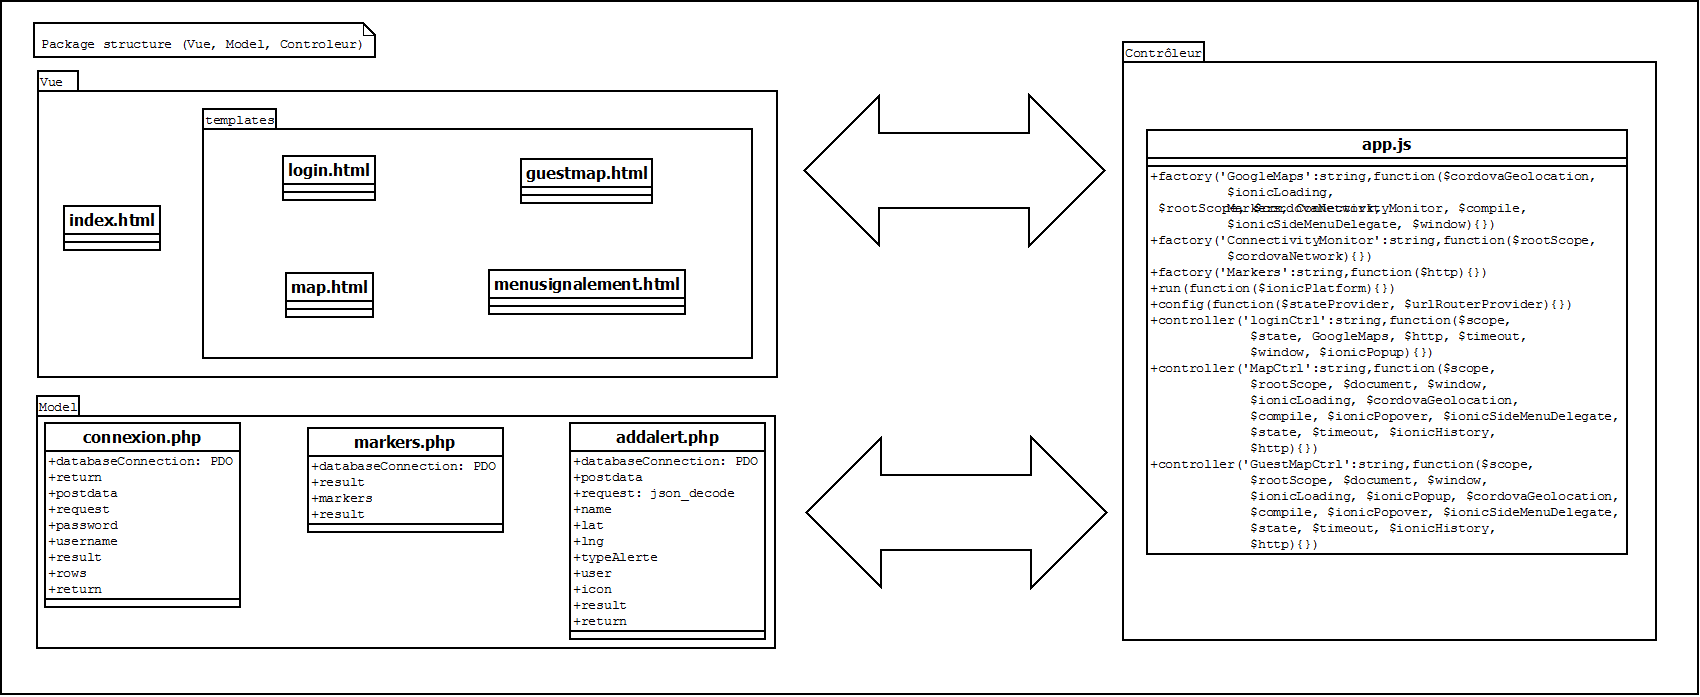 Package structure (Vue, Model, Controleur)
Vue
templates
login.html
guestmap.html
index.html
map.html
menusignalement.html
Model
connexion.php
+databaseConnection: PDO
+return
+postdata
+request
+password
+username
+result
+rows
+return
markers.php
+databaseConnection: PDO
+result
+markers
+result
addalert.php
+databaseConnection: PDO
+postdata
+request: json_decode
+name
+lat
+lng
+typeAlerte
+user
+icon
+result
+return
Contrôleur
app.js
+factory('GoogleMaps':string,function($cordovaGeolocation,
$ionicLoading,
$rootScope, $cordovaNetwork,
Markers, ConnectivityMonitor, $compile,
$ionicSideMenuDelegate, $window){})
+factory('ConnectivityMonitor':string,function($rootScope,
$cordovaNetwork){})
+factory('Markers':string,function($http){})
+run(function($ionicPlatform){})
+config(function($stateProvider, $urlRouterProvider){})
+controller('loginCtrl':string,function($scope,
$state, GoogleMaps, $http, $timeout,
$window, $ionicPopup){})
+controller('MapCtrl':string,function($scope,
$rootScope, $document, $window,
$ionicLoading, $cordovaGeolocation,
$compile, $ionicPopover, $ionicSideMenuDelegate,
$state, $timeout, $ionicHistory,
$http){})
+controller('GuestMapCtrl':string,function($scope,
$rootScope, $document, $window,
$ionicLoading, $ionicPopup, $cordovaGeolocation,
$compile, $ionicPopover, $ionicSideMenuDelegate,
$state, $timeout, $ionicHistory,
$http){})